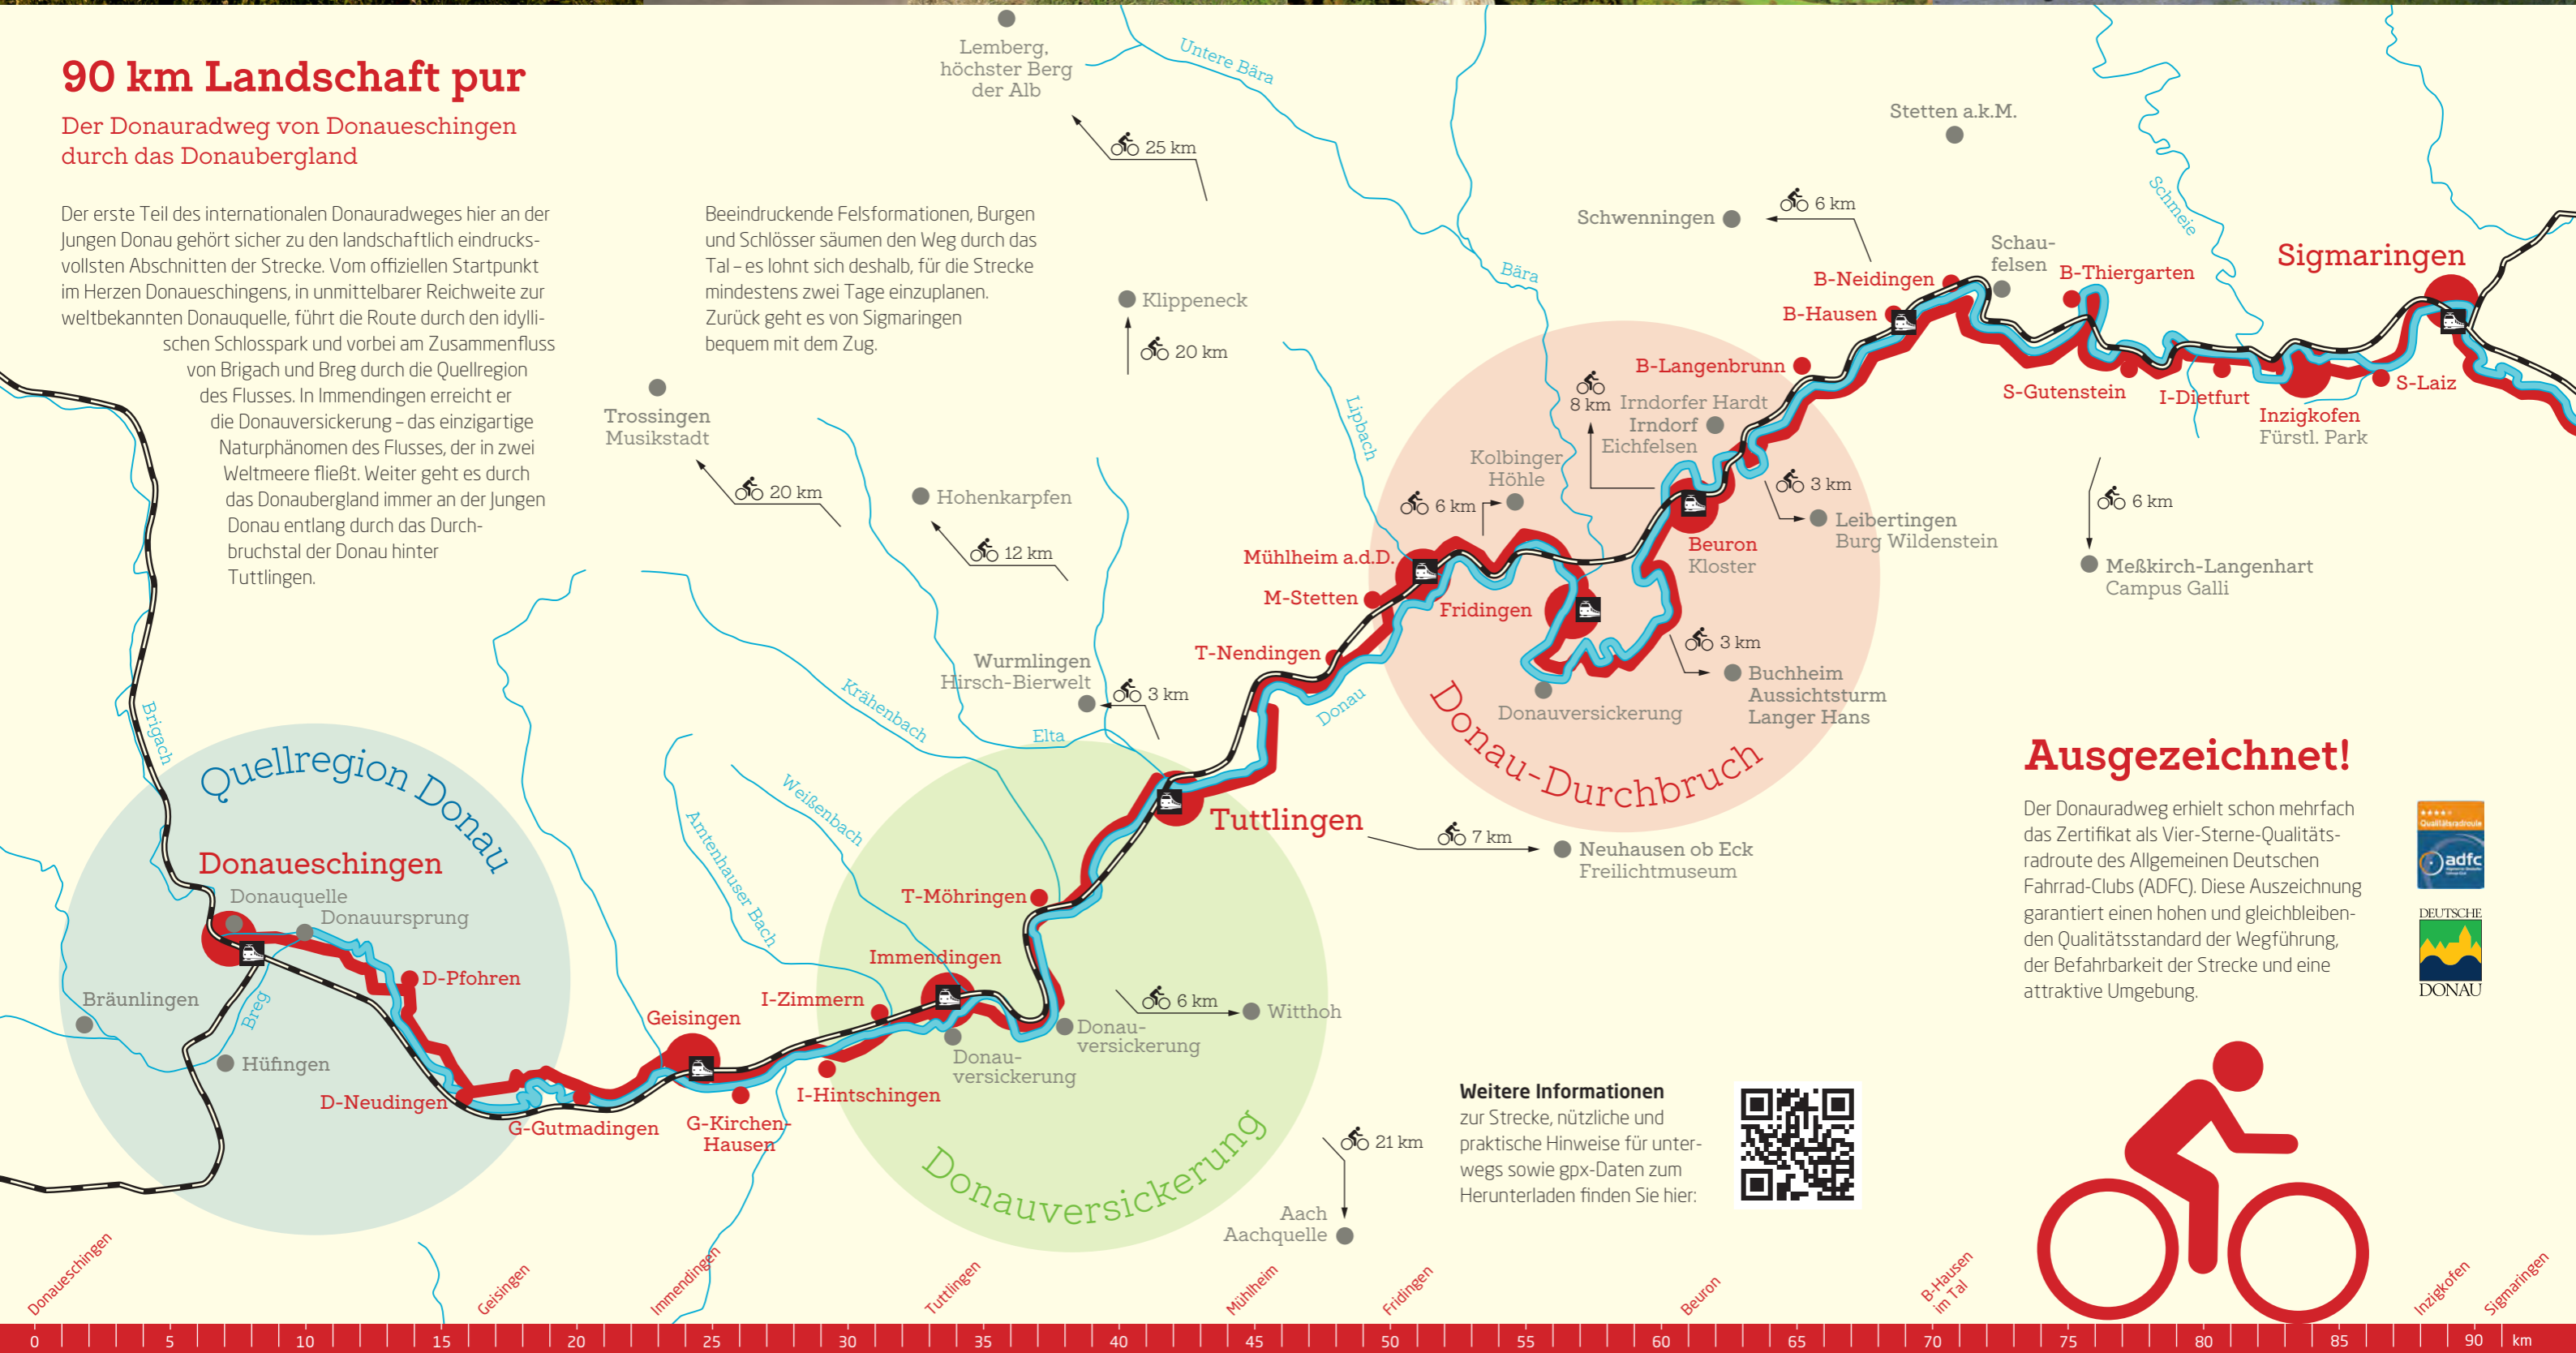 90 km Landschaft pur
Der Donauradweg von Donaueschingen
durch das Donaubergland
Der erste Teil des internationalen Donauradweges hier an der
Jungen Donau gehört sicher zu den landschaftlich eindrucks-
vollsten Abschnitten der Strecke. Vom offiziellen Startpunkt
im Herzen Donaueschingens, in unmittelbarer Reichweite zur
weltbekannten Donauquelle, führt die Route durch den idylli-
schen Schlosspark und vorbei am Zusammenfluss
von Brigach und Breg durch die Quellregion
des Flusses. In Immendingen erreicht er
die Donauversickerung – das einzigartige
Naturphänomen des Flusses, der in zwei
Weltmeere fließt. Weiter geht es durch
das Donaubergland immer an der Jungen
Donau entlang durch das Durch-
bruchstal der Donau hinter
Tuttlingen.
Beeindruckende Felsformationen, Burgen
und Schlösser säumen den Weg durch das
Tal – es lohnt sich deshalb, für die Strecke
mindestens zwei Tage einzuplanen.
Zurück geht es von Sigmaringen
bequem mit dem Zug.
Lemberg,
höchster Berg
der Alb
25 km
Untere Bära
Klippeneck
20 km
Trossingen
Musikstadt
20 km
Hohenkarpfen
12 km
Wurmlingen
Hirsch-Bierwelt
3 km
Krähenbach
Elta
Weißenbach
Amtenhauser Bach
Brigach
Quellregion Donau
Donaueschingen
Donauquelle
Donauursprung
D-Pfohren
Bräunlingen
Breg
Hüfingen
D-Neudingen
G-Gutmadingen
Geisingen
G-Kirchen-
Hausen
I-Zimmern
I-Hintschingen
Immendingen
Donau-
versickerung
Donau-
versickerung
T-Möhringen
Donauversickerung
6 km
Witthoh
21 km
Aach
Aachquelle
Tuttlingen
7 km
Neuhausen ob Eck
Freilichtmuseum
T-Nendingen
Donau
M-Stetten
Mühlheim a.d.D.
Lippbach
6 km
Kolbinger
Höhle
Fridingen
Donauversickerung
Donau-Durchbruch
3 km
Buchheim
Aussichtsturm
Langer Hans
Beuron
Kloster
8 km
Irndorfer Hardt
Irndorf
Eichfelsen
Bära
3 km
Leibertingen
Burg Wildenstein
B-Langenbrunn
B-Hausen
B-Neidingen
Schwenningen
6 km
Stetten a.k.M.
Schau-
felsen
B-Thiergarten
Schmeie
S-Gutenstein
I-Dietfurt
Inzigkofen
Fürstl. Park
S-Laiz
Sigmaringen
6 km
Meßkirch-Langenhart
Campus Galli
Ausgezeichnet!
Der Donauradweg erhielt schon mehrfach
das Zertifikat als Vier-Sterne-Qualitäts-
radroute des Allgemeinen Deutschen
Fahrrad-Clubs (ADFC). Diese Auszeichnung
garantiert einen hohen und gleichbleiben-
den Qualitätsstandard der Wegführung,
der Befahrbarkeit der Strecke und eine
attraktive Umgebung.
Qualitätsradroute
adfc
DEUTSCHE
DONAU
Weitere Informationen
zur Strecke, nützliche und
praktische Hinweise für unter-
wegs sowie gpx-Daten zum
Herunterladen finden Sie hier:
Donaueschingen
Geisingen
Immendingen
Tuttlingen
Mühlheim
Fridingen
Beuron
B-Hausen
im Tal
Inzigkofen
Sigmaringen
0 5 10 15 20 25 30 35 40 45 50 55 60 65 70 75 80 85 90 km